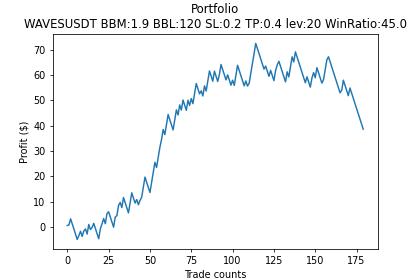 Portfolio
WAVESUSDT BBM:1.9 BBL:120 SL:0.2 TP:0.4 lev:20 WinRatio:45.0
70
60
50
40
30
20
10
0
Profit ($)
0 25 50 75 100 125 150 175
Trade counts